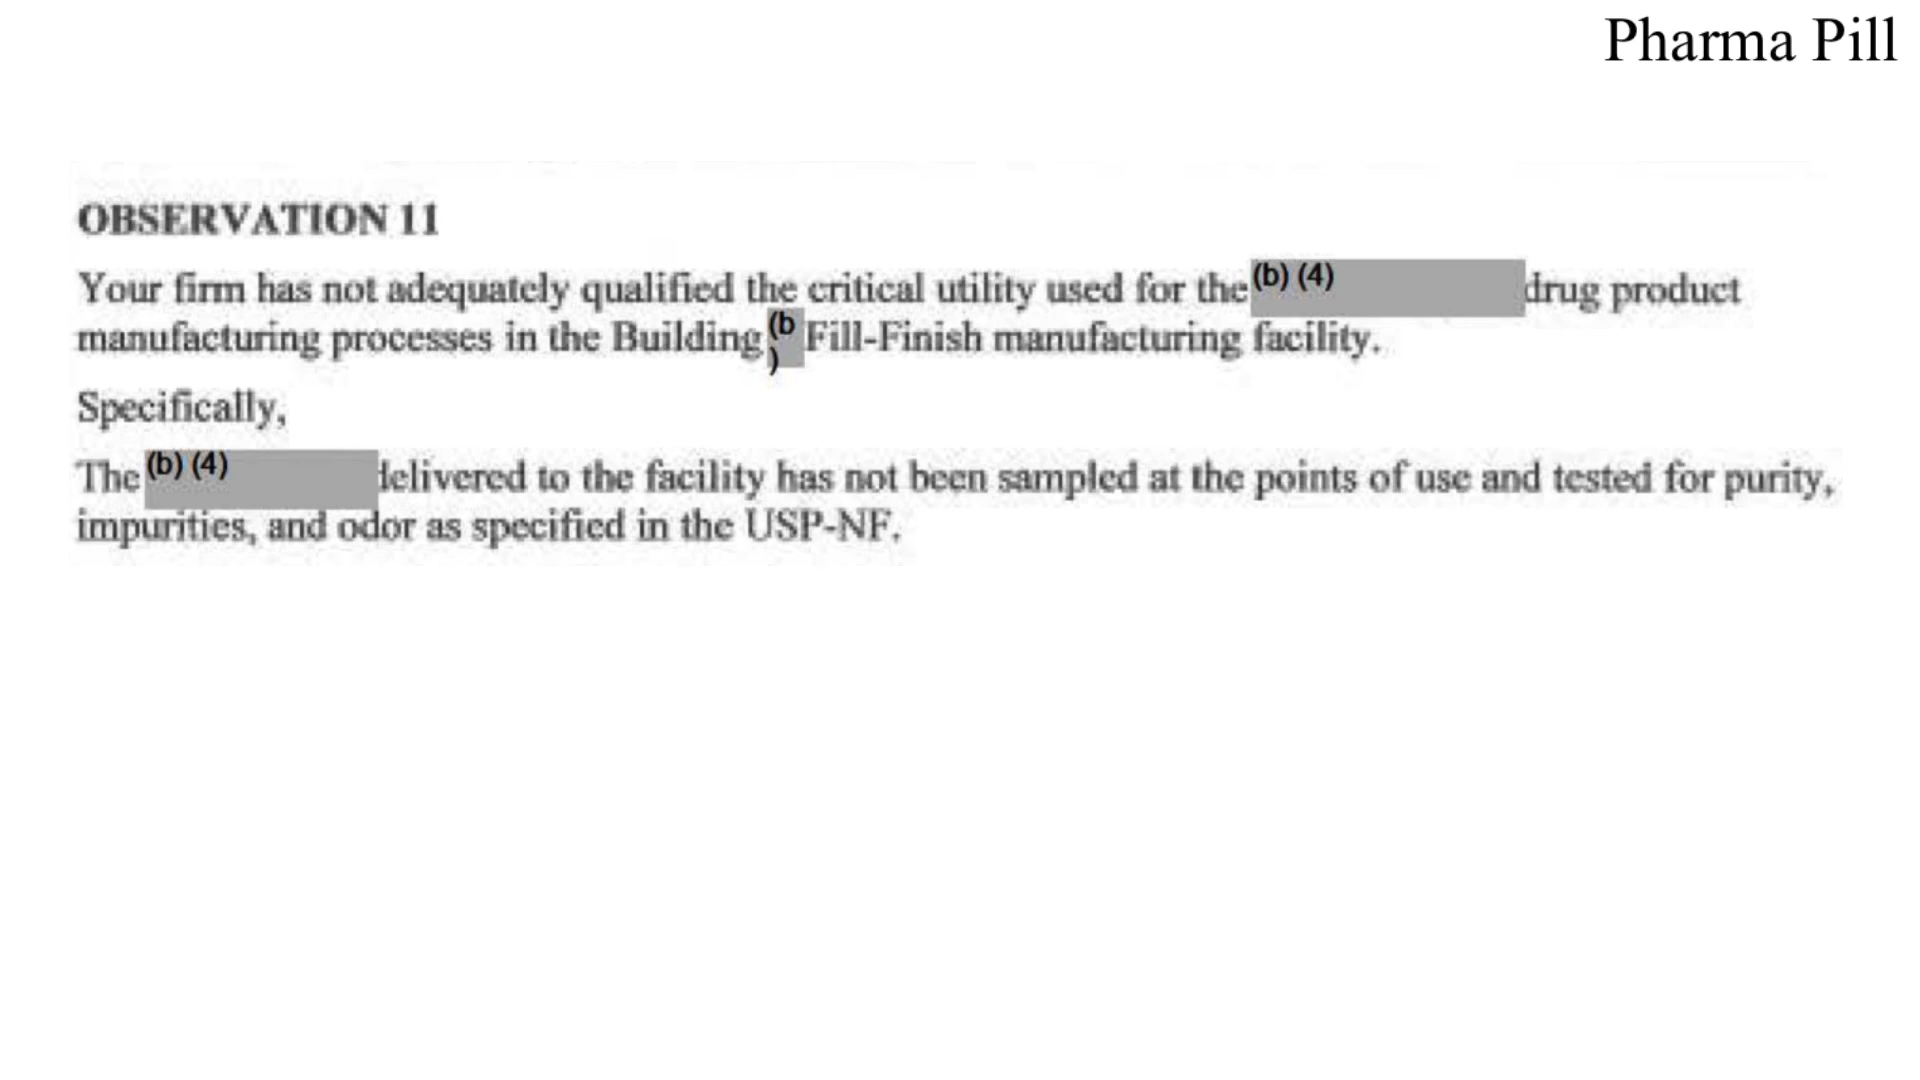 Pharma Pill
OBSERVATION 11
Your firm has not adequately qualified the critical utility used for the (b) (4) drug product
manufacturing processes in the Building (b) Fill-Finish manufacturing facility.
Specifically,
The (b) (4) delivered to the facility has not been sampled at the points of use and tested for purity,
impurities, and odor as specified in the USP-NF.